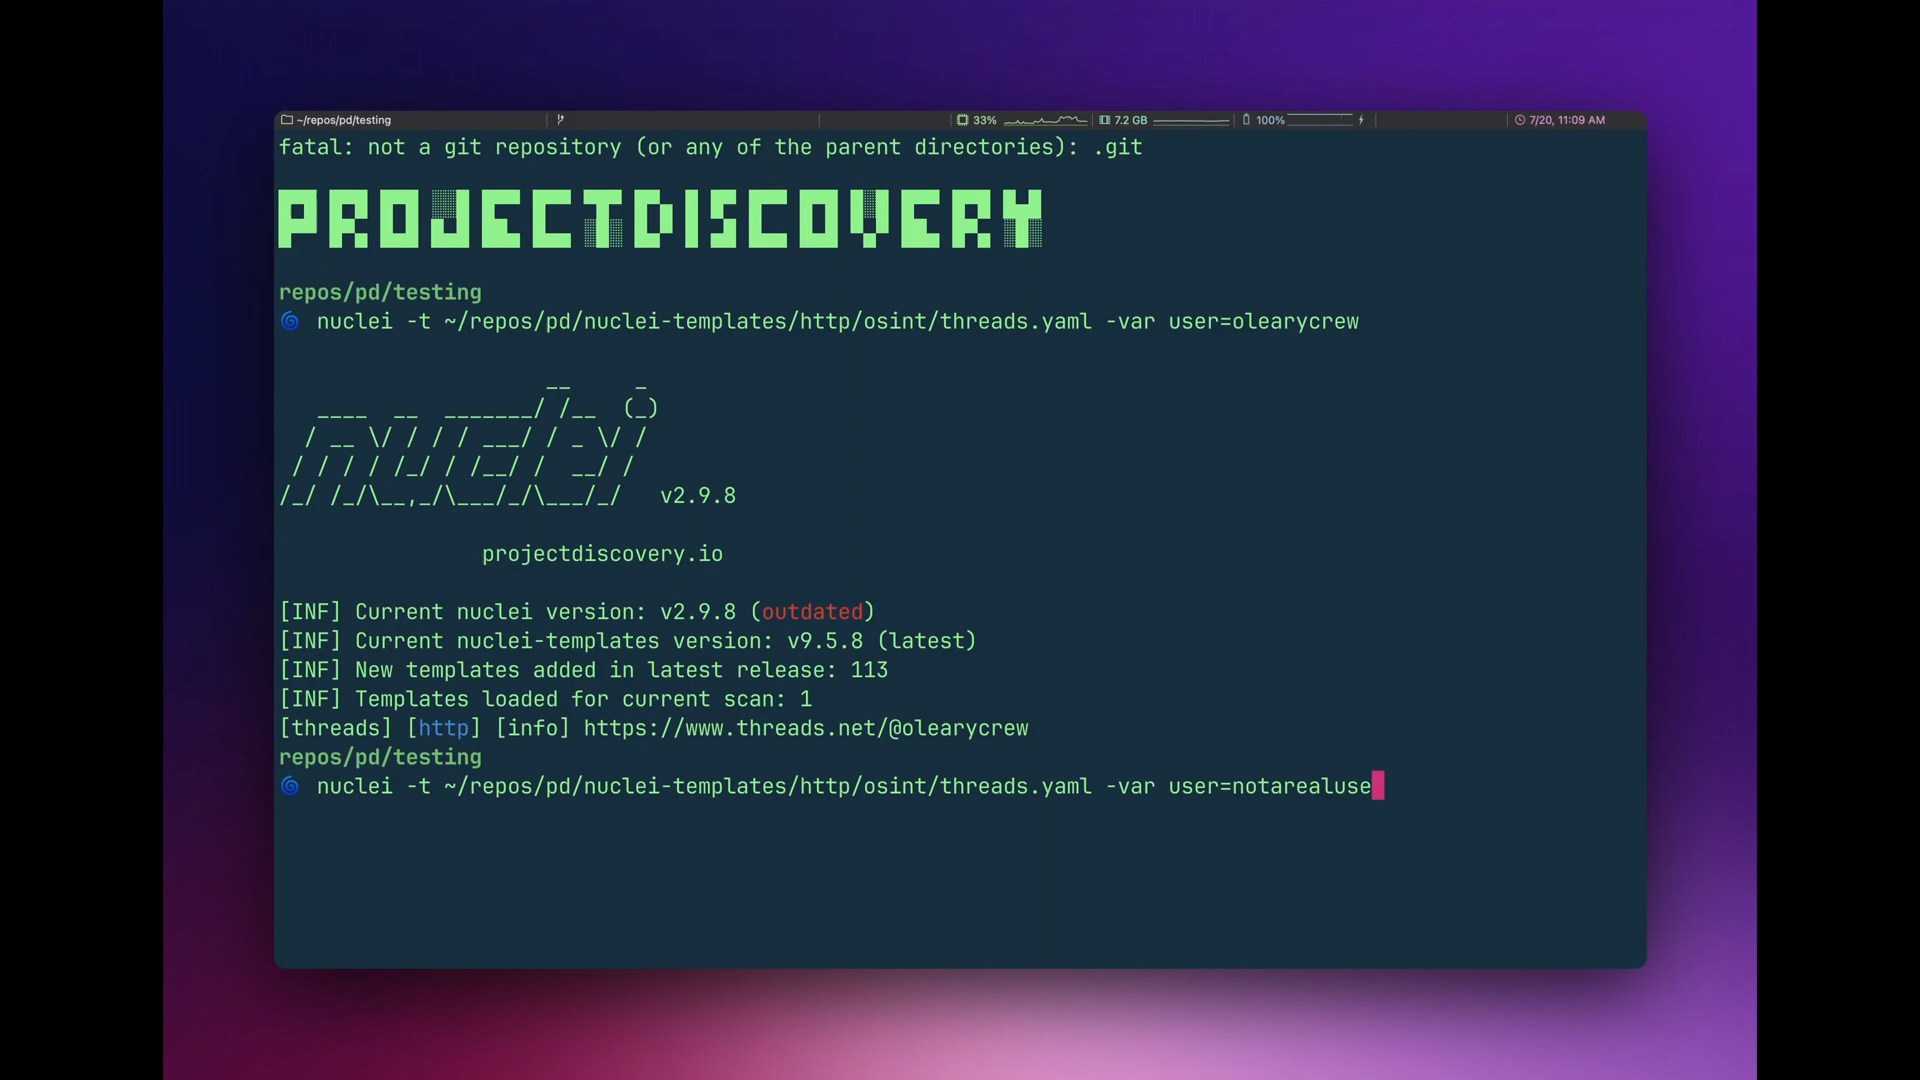 ~/repos/pd/testing 33% 7.2 GB 100% 7/20, 11:09 AM
fatal: not a git repository (or any of the parent directories): .git
PROJECTDISCOVERY
repos/pd/testing
nuclei -t ~/repos/pd/nuclei-templates/http/osint/threads.yaml -var user=olearycrew
nuclei v2.9.8
projectdiscovery.io
[INF] Current nuclei version: v2.9.8 (outdated)
[INF] Current nuclei-templates version: v9.5.8 (latest)
[INF] New templates added in latest release: 113
[INF] Templates loaded for current scan: 1
[threads] [http] [info] https://www.threads.net/@olearycrew
repos/pd/testing
nuclei -t ~/repos/pd/nuclei-templates/http/osint/threads.yaml -var user=notarealuse